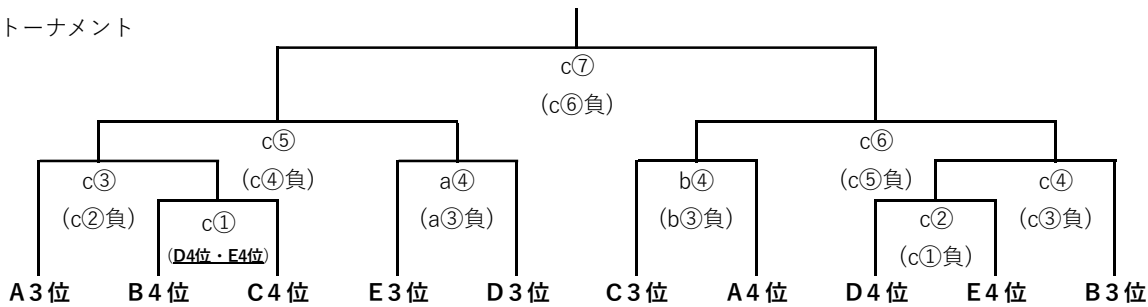 トーナメント
c⑦
(c⑥負)
c⑤
(c④負)
c⑥
(c⑤負)
c③
(c②負)
a④
(a③負)
b④
(b③負)
c④
(c③負)
c①
(D4位・E4位)
c②
(c①負)
A３位 B４位 C４位 E３位 D３位 C３位 A４位 D４位 E４位 B３位